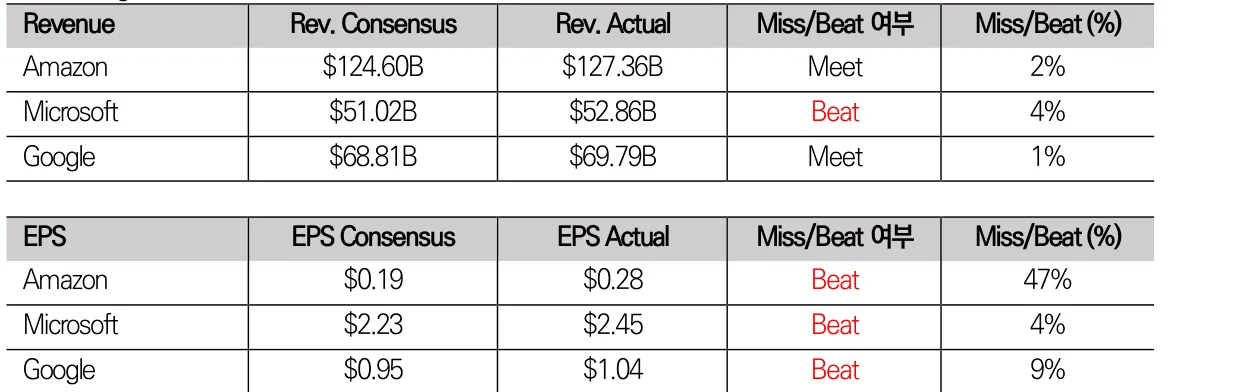 Revenue Rev. Consensus Rev. Actual Miss/Beat 여부 Miss/Beat (%)
Amazon $124.60B $127.36B Meet 2%
Microsoft $51.02B $52.86B Beat 4%
Google $68.81B $69.79B Meet 1%
EPS EPS Consensus EPS Actual Miss/Beat 여부 Miss/Beat (%)
Amazon $0.19 $0.28 Beat 47%
Microsoft $2.23 $2.45 Beat 4%
Google $0.95 $1.04 Beat 9%